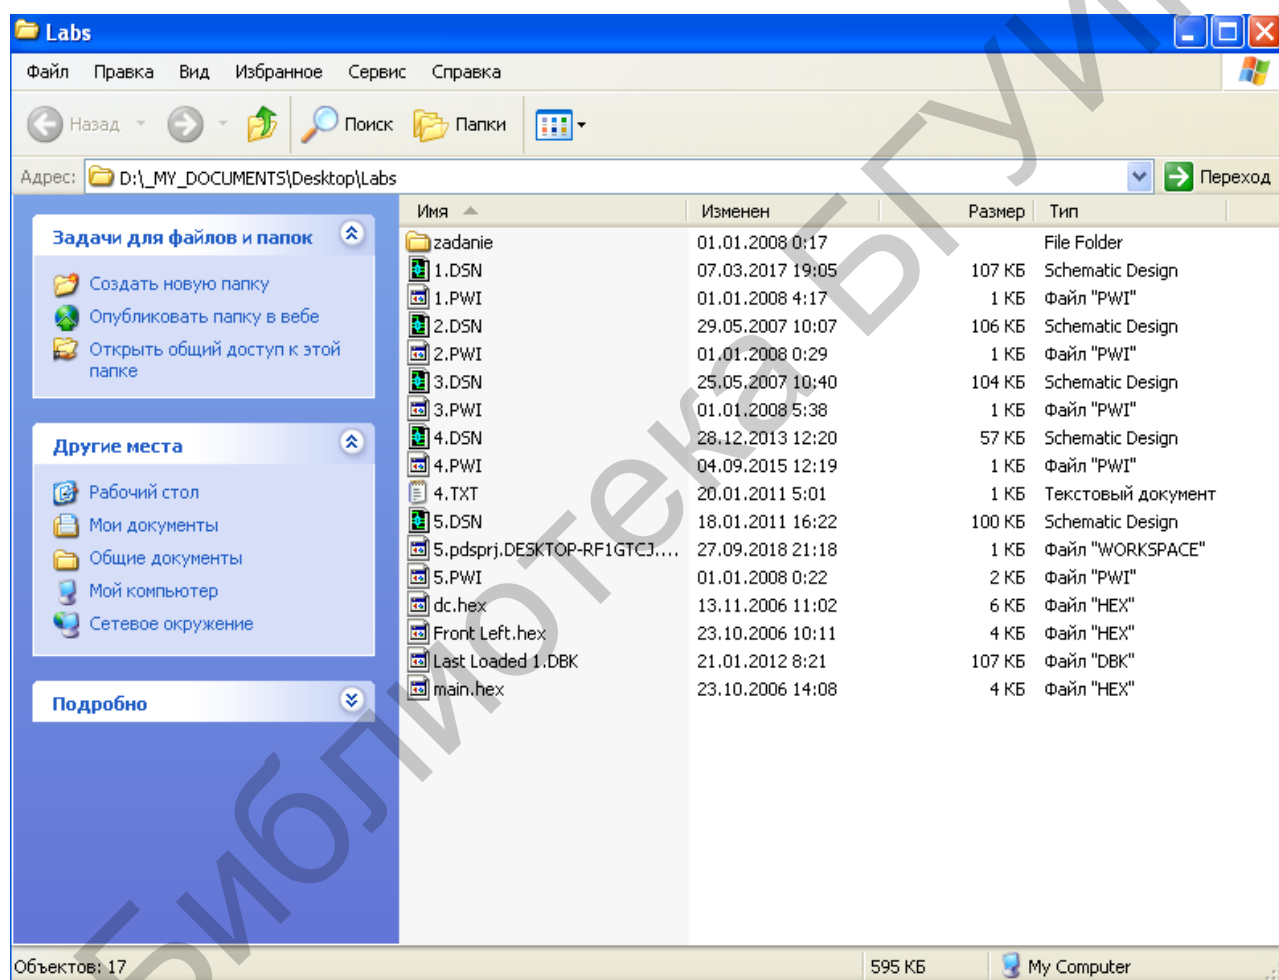 Labs
Файл Правка Вид Избранное Сервис Справка
Назад Поиск Папки
Адрес: D:\_MY_DOCUMENTS\Desktop\Labs Переход
Задачи для файлов и папок
Создать новую папку
Опубликовать папку в вебе
Открыть общий доступ к этой
папке
Другие места
Рабочий стол
Мои документы
Общие документы
Мой компьютер
Сетевое окружение
Подробно
Имя Изменен Размер Тип
zadanie 01.01.2008 0:17 File Folder
1.DSN 07.03.2017 19:05 107 КБ Schematic Design
1.PWI 01.01.2008 4:17 1 КБ Файл "PWI"
2.DSN 29.05.2007 10:07 106 КБ Schematic Design
2.PWI 01.01.2008 0:29 1 КБ Файл "PWI"
3.DSN 25.05.2007 10:40 104 КБ Schematic Design
3.PWI 01.01.2008 5:38 1 КБ Файл "PWI"
4.DSN 28.12.2013 12:20 57 КБ Schematic Design
4.PWI 04.09.2015 12:19 1 КБ Файл "PWI"
4.TXT 20.01.2011 5:01 1 КБ Текстовый документ
5.DSN 18.01.2011 16:22 100 КБ Schematic Design
5.pdsprj.DESKTOP-RF1GTCJ.... 27.09.2018 21:18 1 КБ Файл "WORKSPACE"
5.PWI 01.01.2008 0:22 2 КБ Файл "PWI"
dc.hex 13.11.2006 11:02 6 КБ Файл "HEX"
Front Left.hex 23.10.2006 10:11 4 КБ Файл "HEX"
Last Loaded 1.DBK 21.01.2012 8:21 107 КБ Файл "DBK"
main.hex 23.10.2006 14:08 4 КБ Файл "HEX"
Объектов: 17 595 КБ My Computer
Библиотека